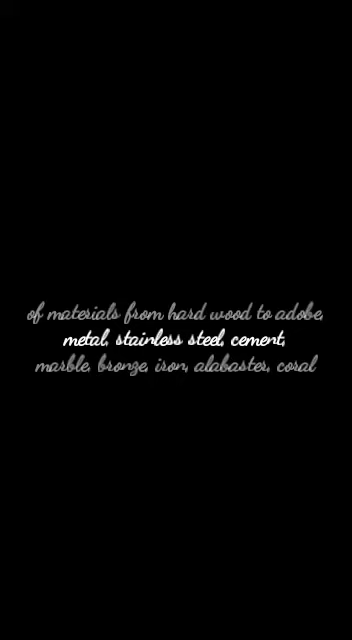 of materials from hard wood to adobe,
metal, stainless steel, cement,
marble, bronze, iron, alabaster, coral